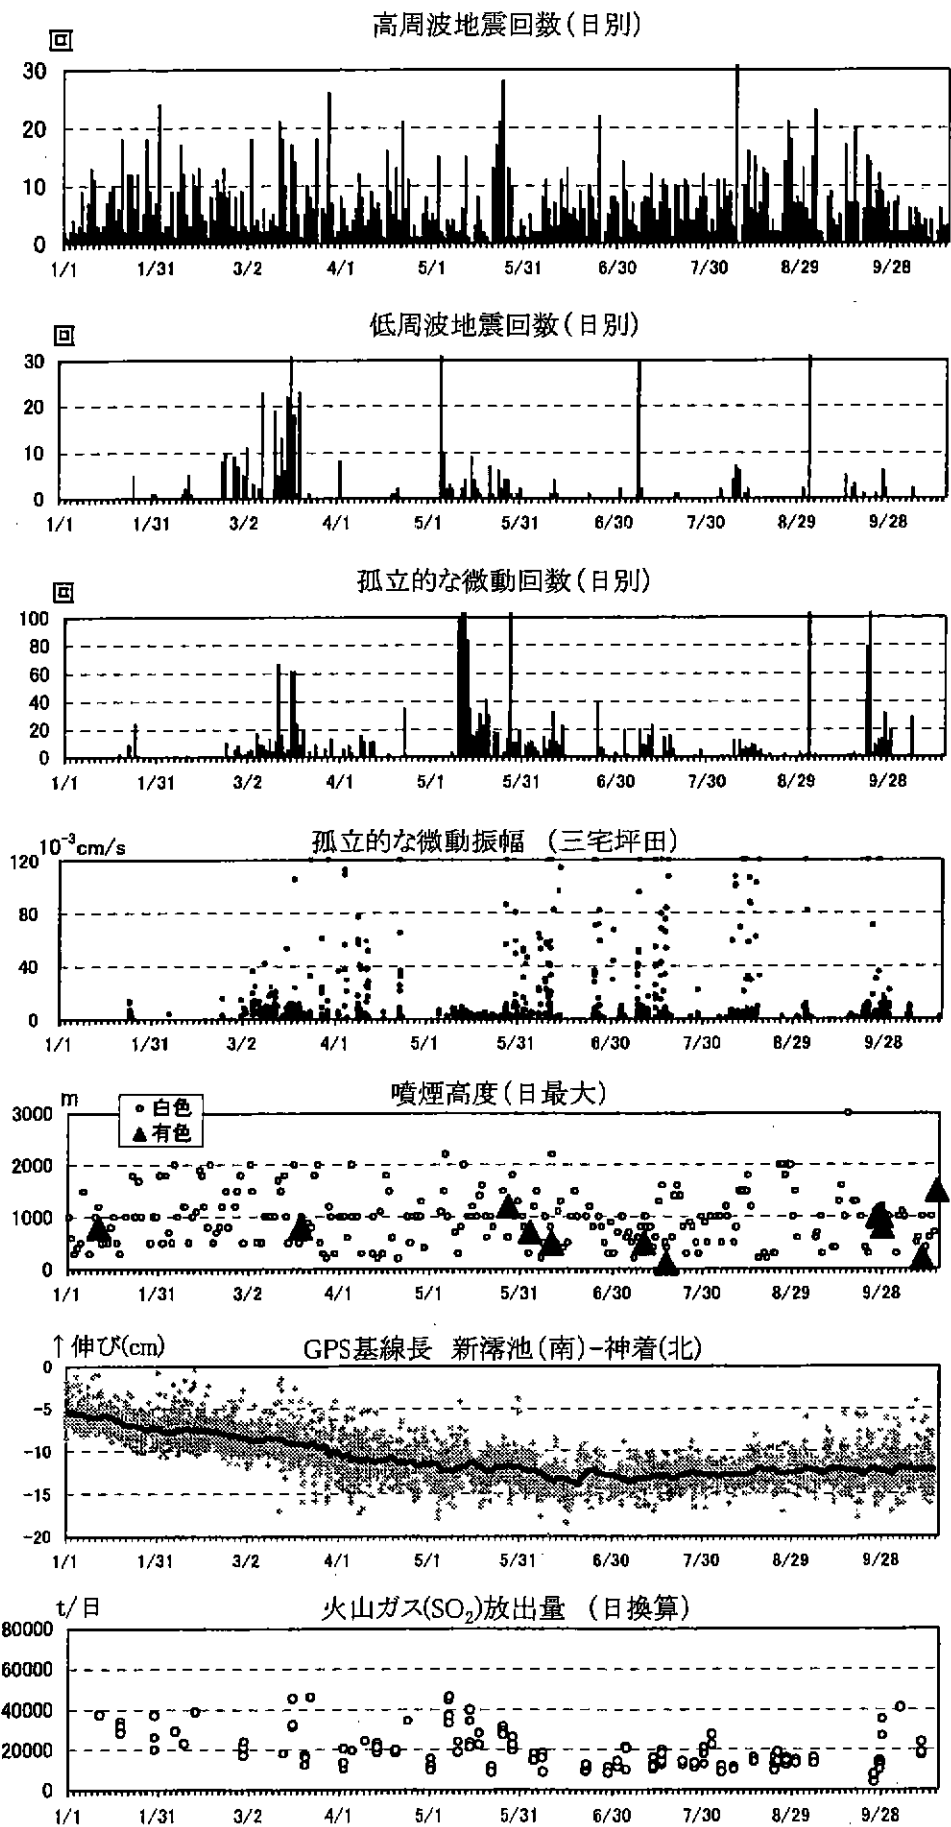 高周波地震回数(日別)
回
30
20
10
0
1/1 1/31 3/2 4/1 5/1 5/31 6/30 7/30 8/29 9/28
低周波地震回数(日別)
回
30
20
10
0
1/1 1/31 3/2 4/1 5/1 5/31 6/30 7/30 8/29 9/28
孤立的な微動回数(日別)
回
100
80
60
40
20
0
1/1 1/31 3/2 4/1 5/1 5/31 6/30 7/30 8/29 9/28
孤立的な微動振幅 (三宅坪田)
10⁻³cm/s
120
80
40
0
1/1 1/31 3/2 4/1 5/1 5/31 6/30 7/30 8/29 9/28
噴煙高度(日最大)
m
白色
有色
3000
2000
1000
0
1/1 1/31 3/2 4/1 5/1 5/31 6/30 7/30 8/29 9/28
↑伸び(cm) GPS基線長 新澪池(南)-神着(北)
0
-5
-10
-15
-20
1/1 1/31 3/2 4/1 5/1 5/31 6/30 7/30 8/29 9/28
t/日 火山ガス(SO₂)放出量 (日換算)
80000
60000
40000
20000
0
1/1 1/31 3/2 4/1 5/1 5/31 6/30 7/30 8/29 9/28